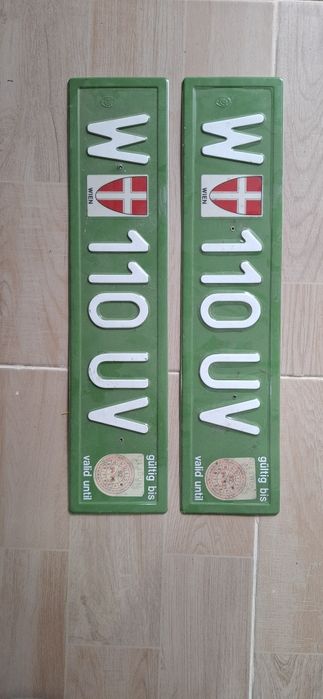 W WIEN 110 UV
gültig bis
valid until
W WIEN 110 UV
gültig bis
valid until